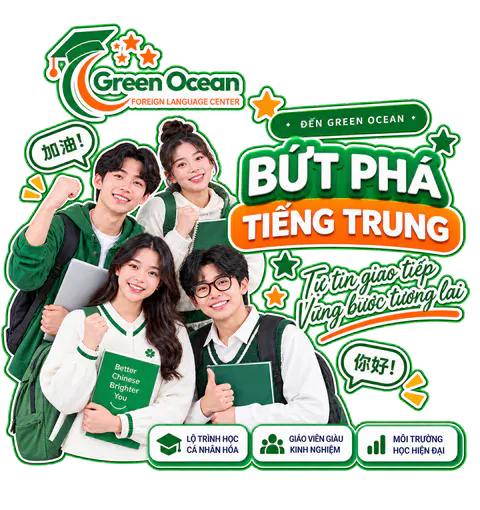 Green Ocean
FOREIGN LANGUAGE CENTER
加油!
ĐẾN GREEN OCEAN
BỨT PHÁ
TIẾNG TRUNG
Tự tin giao tiếp
Vững bước tương lai
你好!
Better
Chinese
Brighter
You
LỘ TRÌNH HỌC
CÁ NHÂN HÓA
GIÁO VIÊN GIÀU
KINH NGHIỆM
MÔI TRƯỜNG
HỌC HIỆN ĐẠI